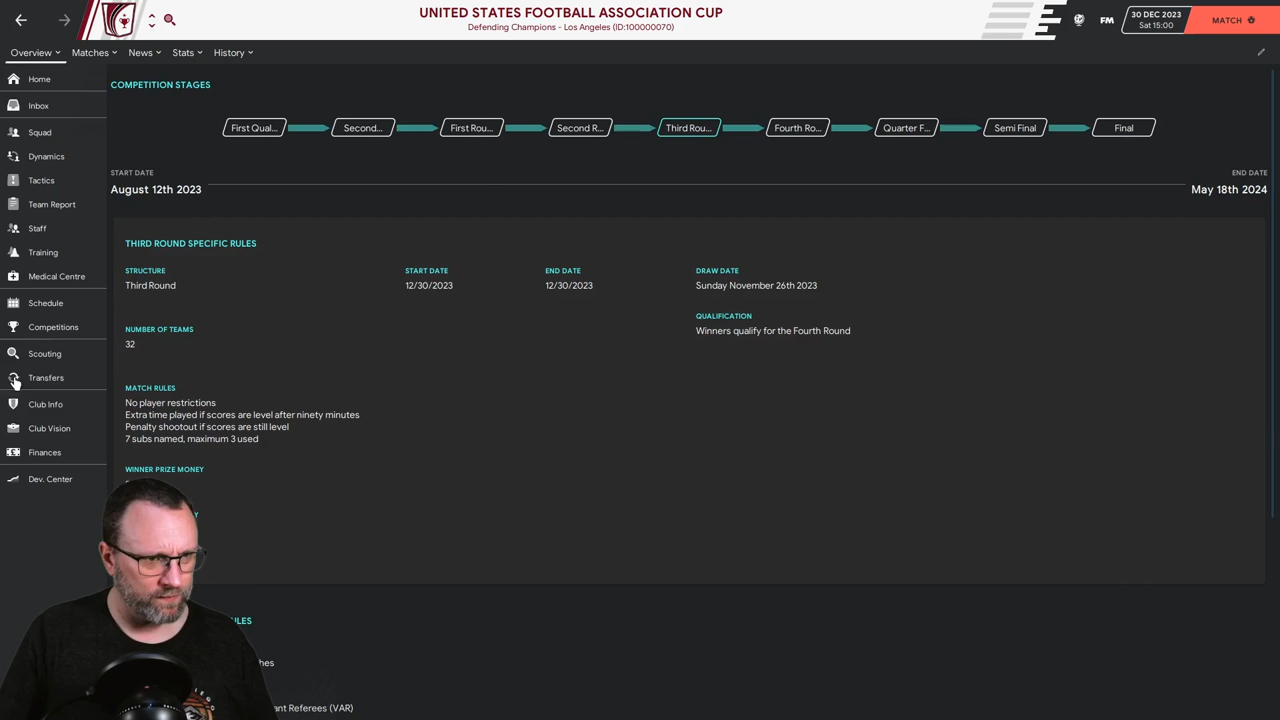 UNITED STATES FOOTBALL ASSOCIATION CUP
Defending Champions - Los Angeles (ID:100000070)
FM
30 DEC 2023
Sat 15:00
MATCH
Overview
Matches
News
Stats
History
Home
Inbox
Squad
Dynamics
Tactics
Team Report
Staff
Training
Medical Centre
Schedule
Competitions
Scouting
Transfers
Club Info
Club Vision
Finances
Dev. Center
COMPETITION STAGES
First Qual...
Second...
First Rou...
Second R...
Third Rou...
Fourth Ro...
Quarter F...
Semi Final
Final
START DATE
August 12th 2023
END DATE
May 18th 2024
THIRD ROUND SPECIFIC RULES
STRUCTURE
Third Round
START DATE
12/30/2023
END DATE
12/30/2023
DRAW DATE
Sunday November 26th 2023
QUALIFICATION
Winners qualify for the Fourth Round
NUMBER OF TEAMS
32
MATCH RULES
No player restrictions
Extra time played if scores are level after ninety minutes
Penalty shootout if scores are still level
7 subs named, maximum 3 used
WINNER PRIZE MONEY
Referees (VAR)